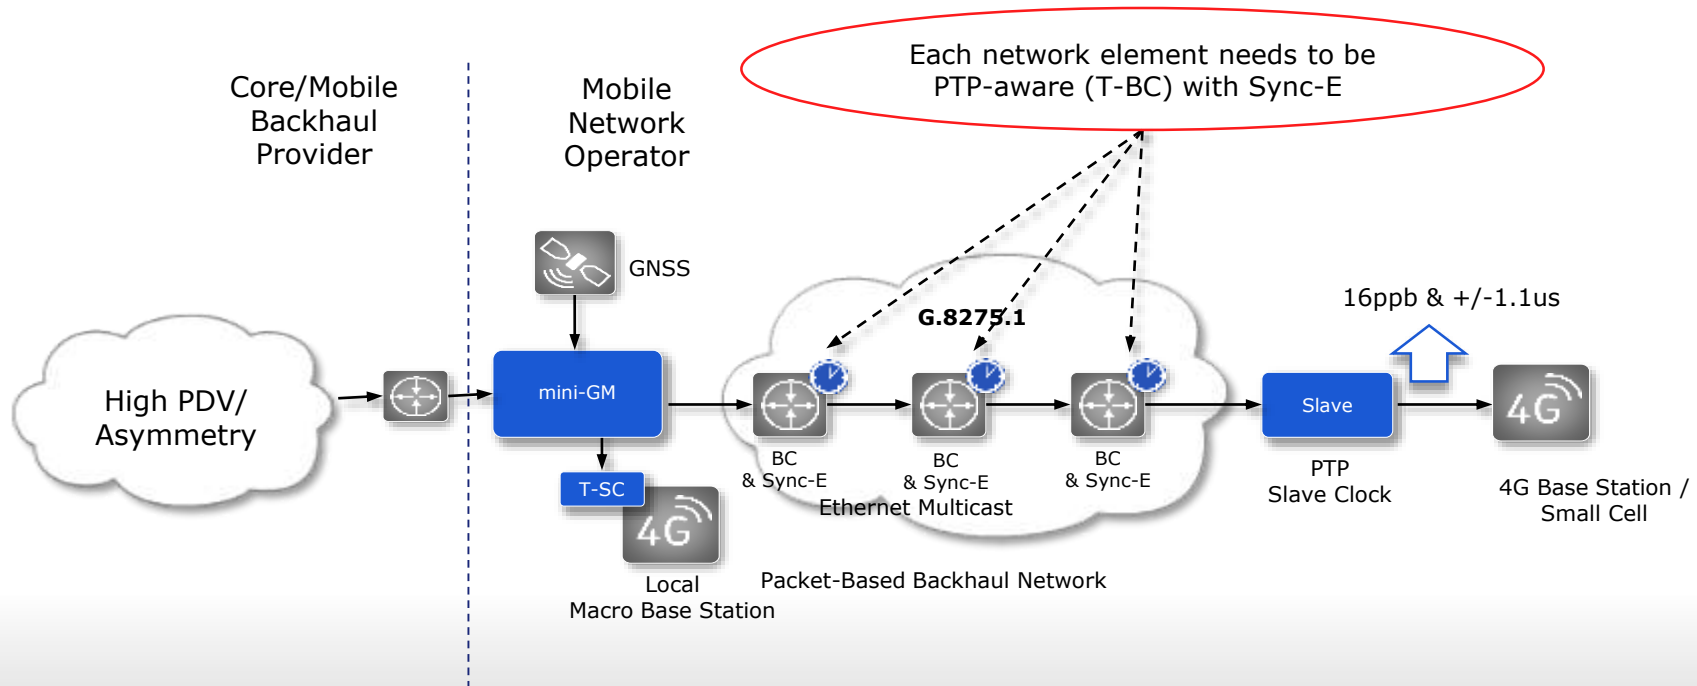 Each network element needs to be
PTP-aware (T-BC) with Sync-E
Core/Mobile
Backhaul
Provider
Mobile
Network
Operator
GNSS
G.8275.1
16ppb & +/-1.1us
High PDV/
Asymmetry
mini-GM
Slave
4G
BC
& Sync-E
BC
& Sync-E
BC
& Sync-E
Ethernet Multicast
PTP
Slave Clock
4G Base Station /
Small Cell
T-SC
4G
Local
Macro Base Station
Packet-Based Backhaul Network